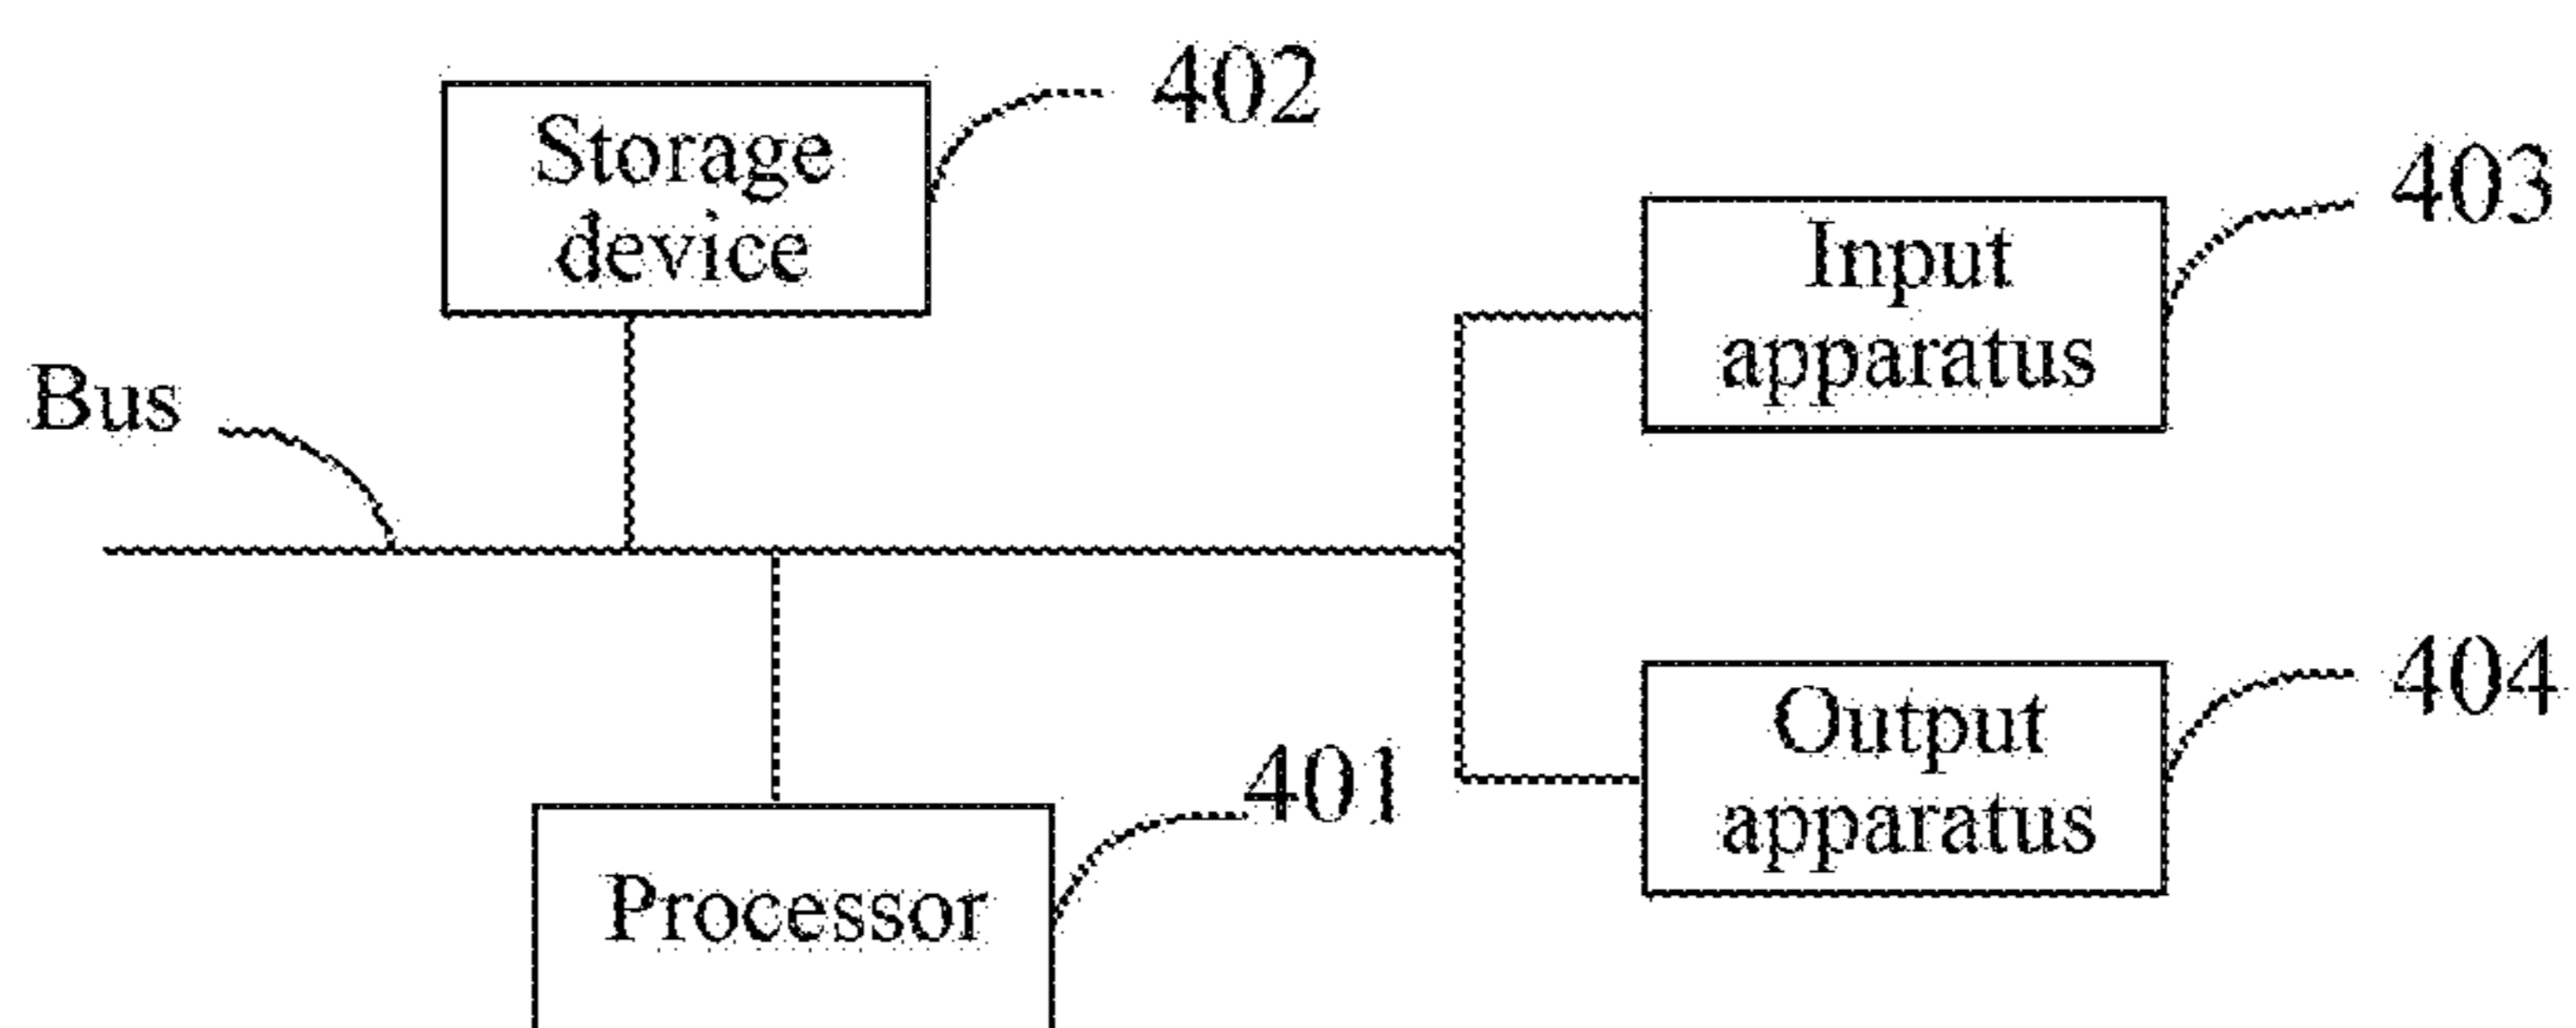 402
Storage
device
403
Input
apparatus
Bus
404
Output
apparatus
401
Processor